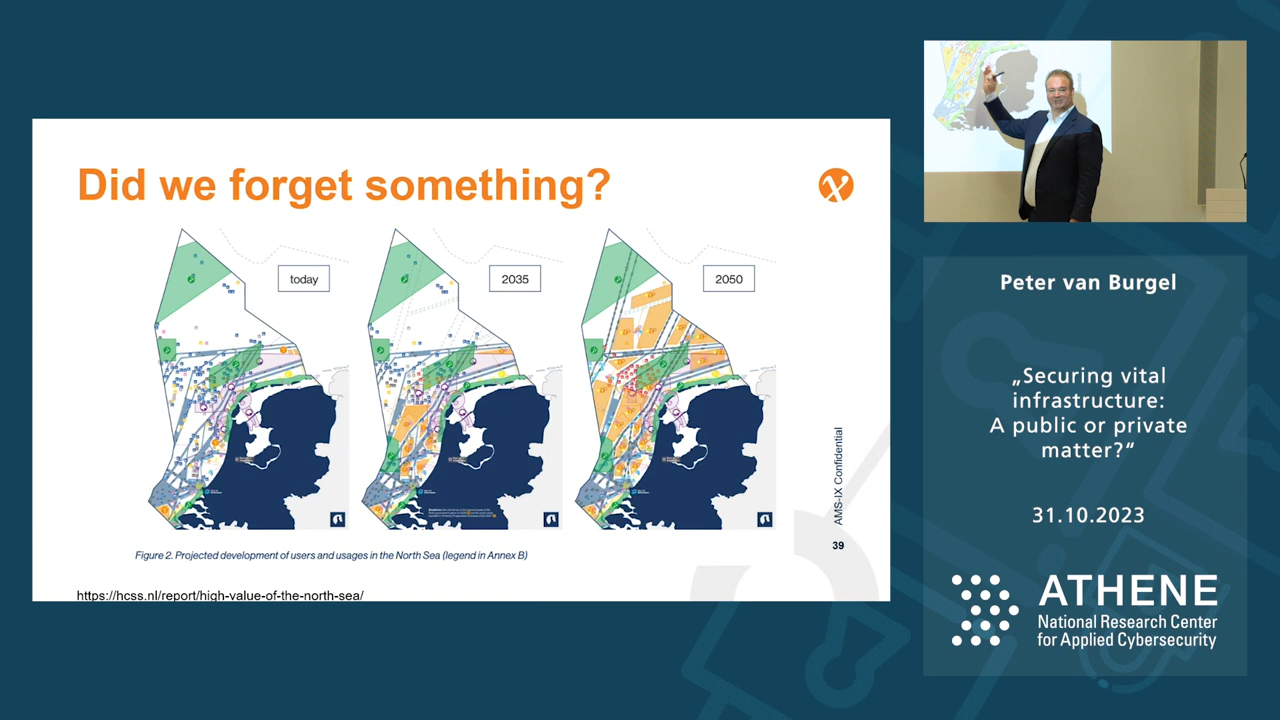 Did we forget something?
today
2035
2050
AMS-IX Confidential
39
Figure 2. Projected development of users and usages in the North Sea (legend in Annex B)
https://hcss.nl/report/high-value-of-the-north-sea/
Peter van Burgel
„Securing vital
infrastructure:
A public or private
matter?“
31.10.2023
ATHENE
National Research Center
for Applied Cybersecurity